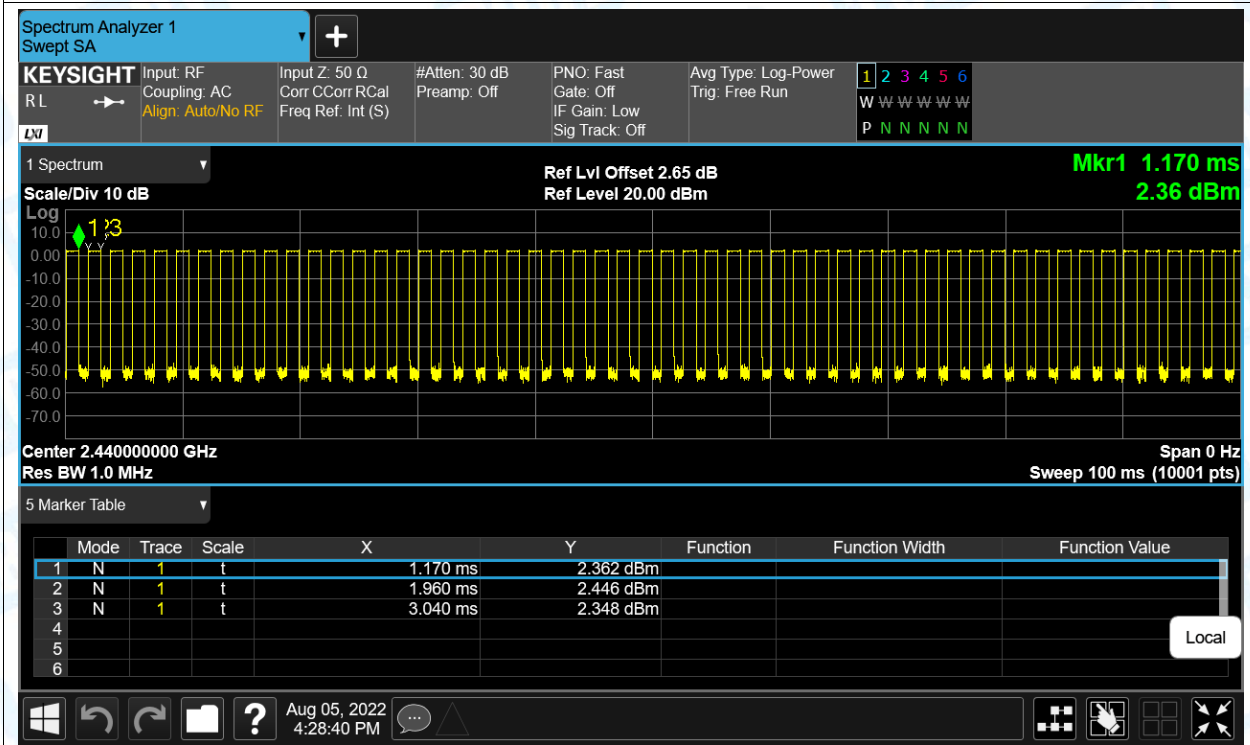 Spectrum Analyzer 1
Swept SA
KEYSIGHT
RL
LXI
Input: RF
Coupling: AC
Align: Auto/No RF
Input Z: 50 Ω
Corr CCorr RCal
Freq Ref: Int (S)
#Atten: 30 dB
Preamp: Off
PNO: Fast
Gate: Off
IF Gain: Low
Sig Track: Off
Avg Type: Log-Power
Trig: Free Run
1 2 3 4 5 6
W W W W W W
P N N N N N
1 Spectrum
Scale/Div 10 dB
Ref Lvl Offset 2.65 dB
Ref Level 20.00 dBm
Mkr1 1.170 ms
2.36 dBm
Log
10.0
0.00
-10.0
-20.0
-30.0
-40.0
-50.0
-60.0
-70.0
1 3
Center 2.440000000 GHz
Res BW 1.0 MHz
Span 0 Hz
Sweep 100 ms (10001 pts)
5 Marker Table
Mode Trace Scale X Y Function Function Width Function Value
1 N 1 t 1.170 ms 2.362 dBm
2 N 1 t 1.960 ms 2.446 dBm
3 N 1 t 3.040 ms 2.348 dBm
4
5
6
Local
?
Aug 05, 2022
4:28:40 PM